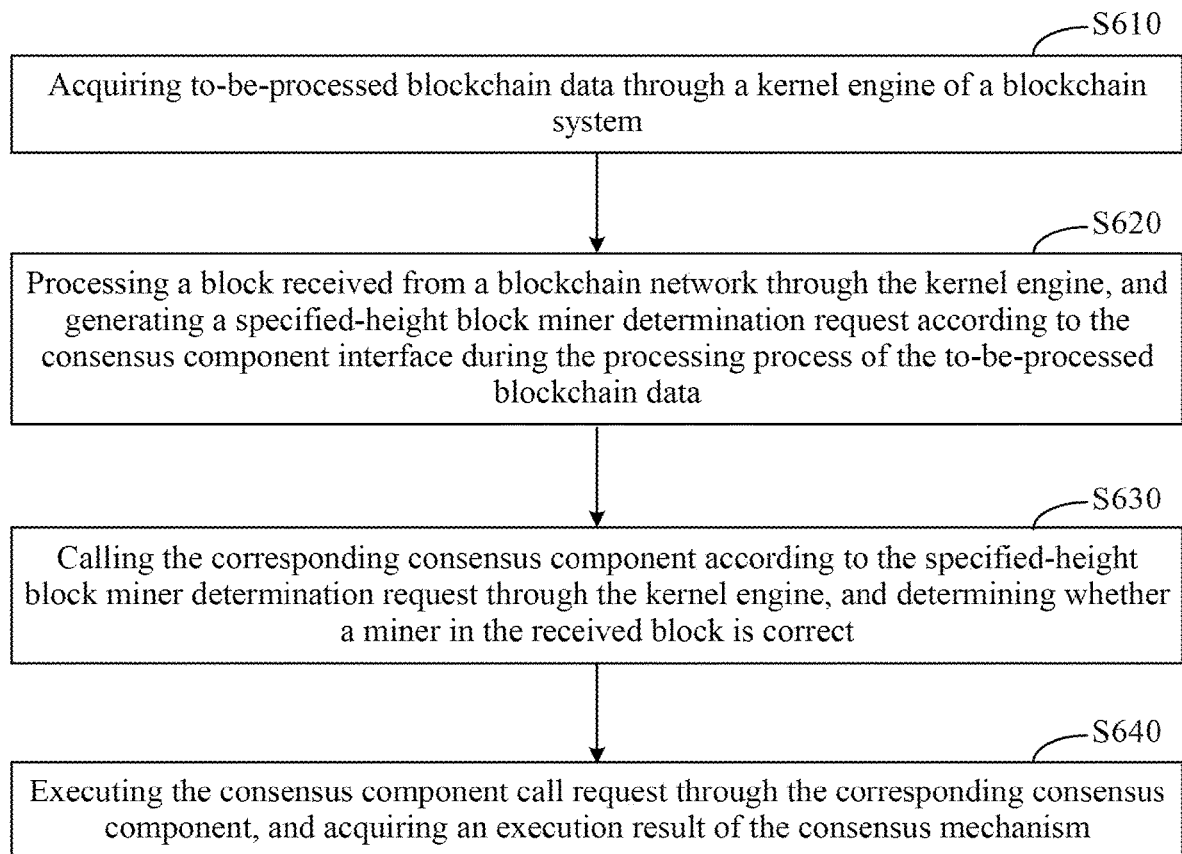 S610
Acquiring to-be-processed blockchain data through a kernel engine of a blockchain
system
S620
Processing a block received from a blockchain network through the kernel engine, and
generating a specified-height block miner determination request according to the
consensus component interface during the processing process of the to-be-processed
blockchain data
S630
Calling the corresponding consensus component according to the specified-height
block miner determination request through the kernel engine, and determining whether
a miner in the received block is correct
S640
Executing the consensus component call request through the corresponding consensus
component, and acquiring an execution result of the consensus mechanism